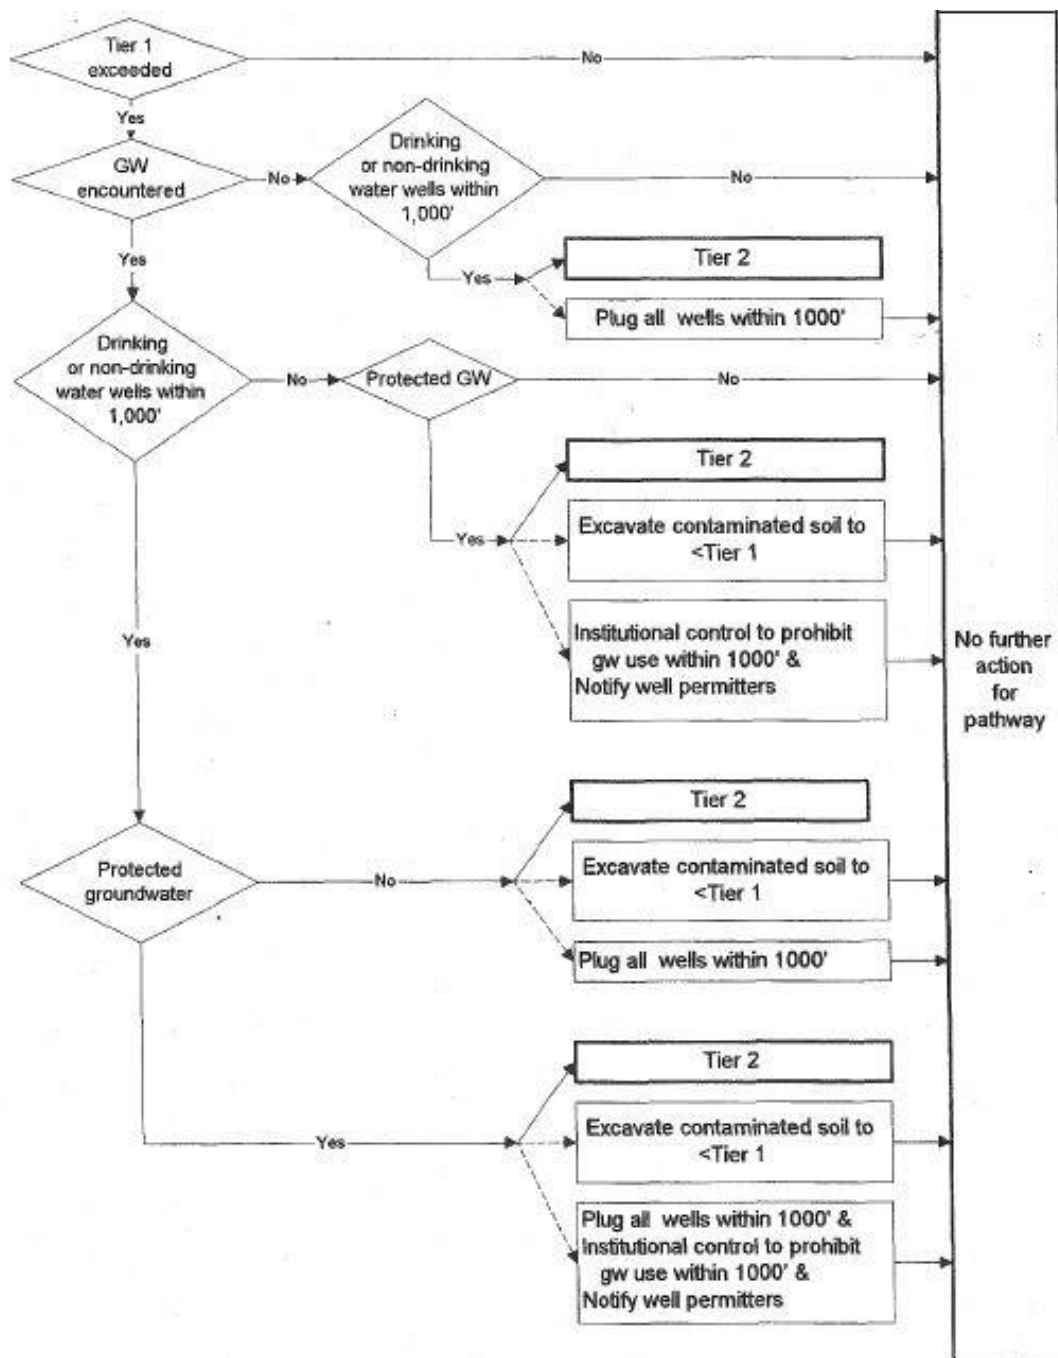 Tier 1
exceeded
No
Yes
GW
encountered
No
Drinking
or non-drinking
water wells within
1,000'
No
Yes
Tier 2
Plug all wells within 1000'
Yes
Drinking
or non-drinking
water wells within
1,000'
No
Protected GW
No
Yes
Tier 2
Excavate contaminated soil to
<Tier 1
Institutional control to prohibit
gw use within 1000' &
Notify well permitters
Yes
No further
action
for
pathway
Protected
groundwater
No
Tier 2
Excavate contaminated soil to
<Tier 1
Plug all wells within 1000'
Yes
Tier 2
Excavate contaminated soil to
<Tier 1
Plug all wells within 1000' &
Institutional control to prohibit
gw use within 1000' &
Notify well permitters